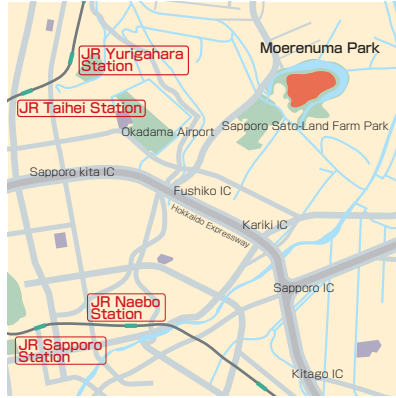 JR Yurigahara
Station
Moerenuma Park
JR Taihei Station
Okadama Airport
Sapporo Sato-Land Farm Park
Sapporo kita IC
Fushiko IC
Hokkaido Expressway
Kariki IC
Sapporo IC
JR Naebo
Station
JR Sapporo
Station
Kitago IC